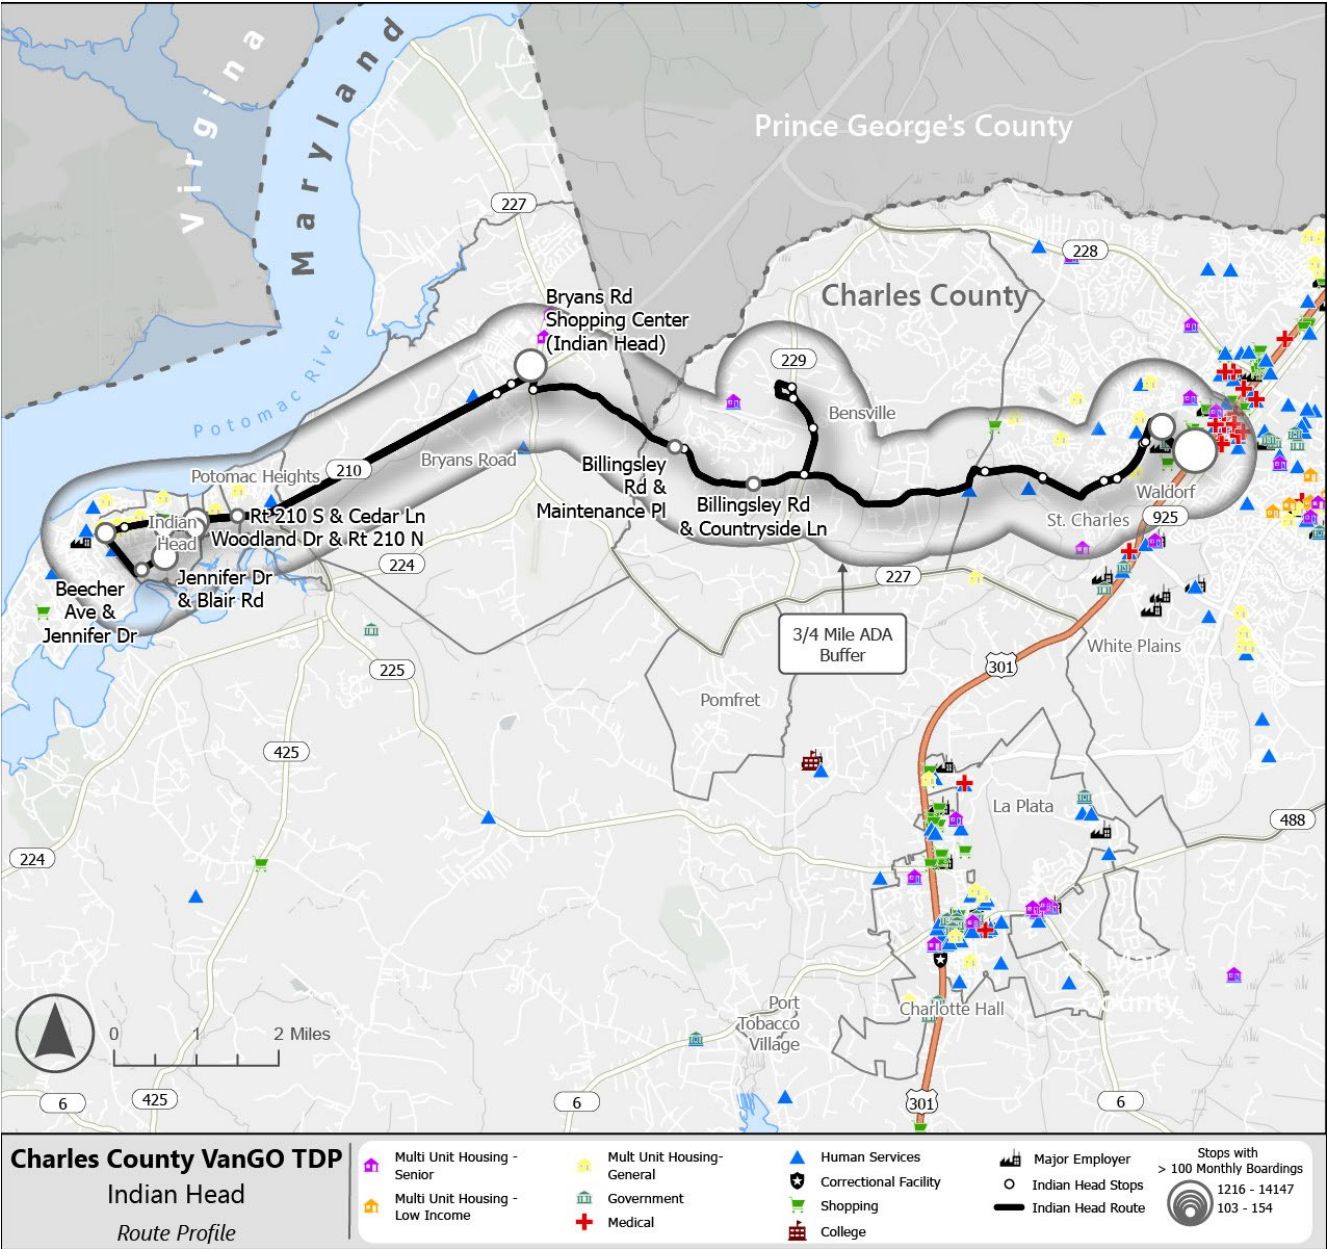 Virgina
Maryland
Prince George's County
227
228
Charles County
Bryans Rd
Shopping Center
(Indian Head)
229
Bensville
Potomac River
Potomac Heights
210
Bryans Road
Billingsley
Rd &
Maintenance Pl
Billingsley Rd
& Countryside Ln
Waldorf
St. Charles
925
Indian
Head
Rt 210 S & Cedar Ln
Woodland Dr & Rt 210 N
Jennifer Dr
& Blair Rd
Beecher
Ave &
Jennifer Dr
224
227
3/4 Mile ADA
Buffer
White Plains
301
225
Pomfret
425
La Plata
488
224
St. Mary's
County
Charlotte Hall
Port
Tobacco
Village
0 1 2 Miles
6
425
6
301
6
Charles County VanGO TDP
Indian Head
Route Profile
Multi Unit Housing -
Senior
Multi Unit Housing -
Low Income
Mult Unit Housing-
General
Government
Medical
Human Services
Correctional Facility
Shopping
College
Major Employer
Indian Head Stops
Indian Head Route
Stops with
> 100 Monthly Boardings
1216 - 14147
103 - 154